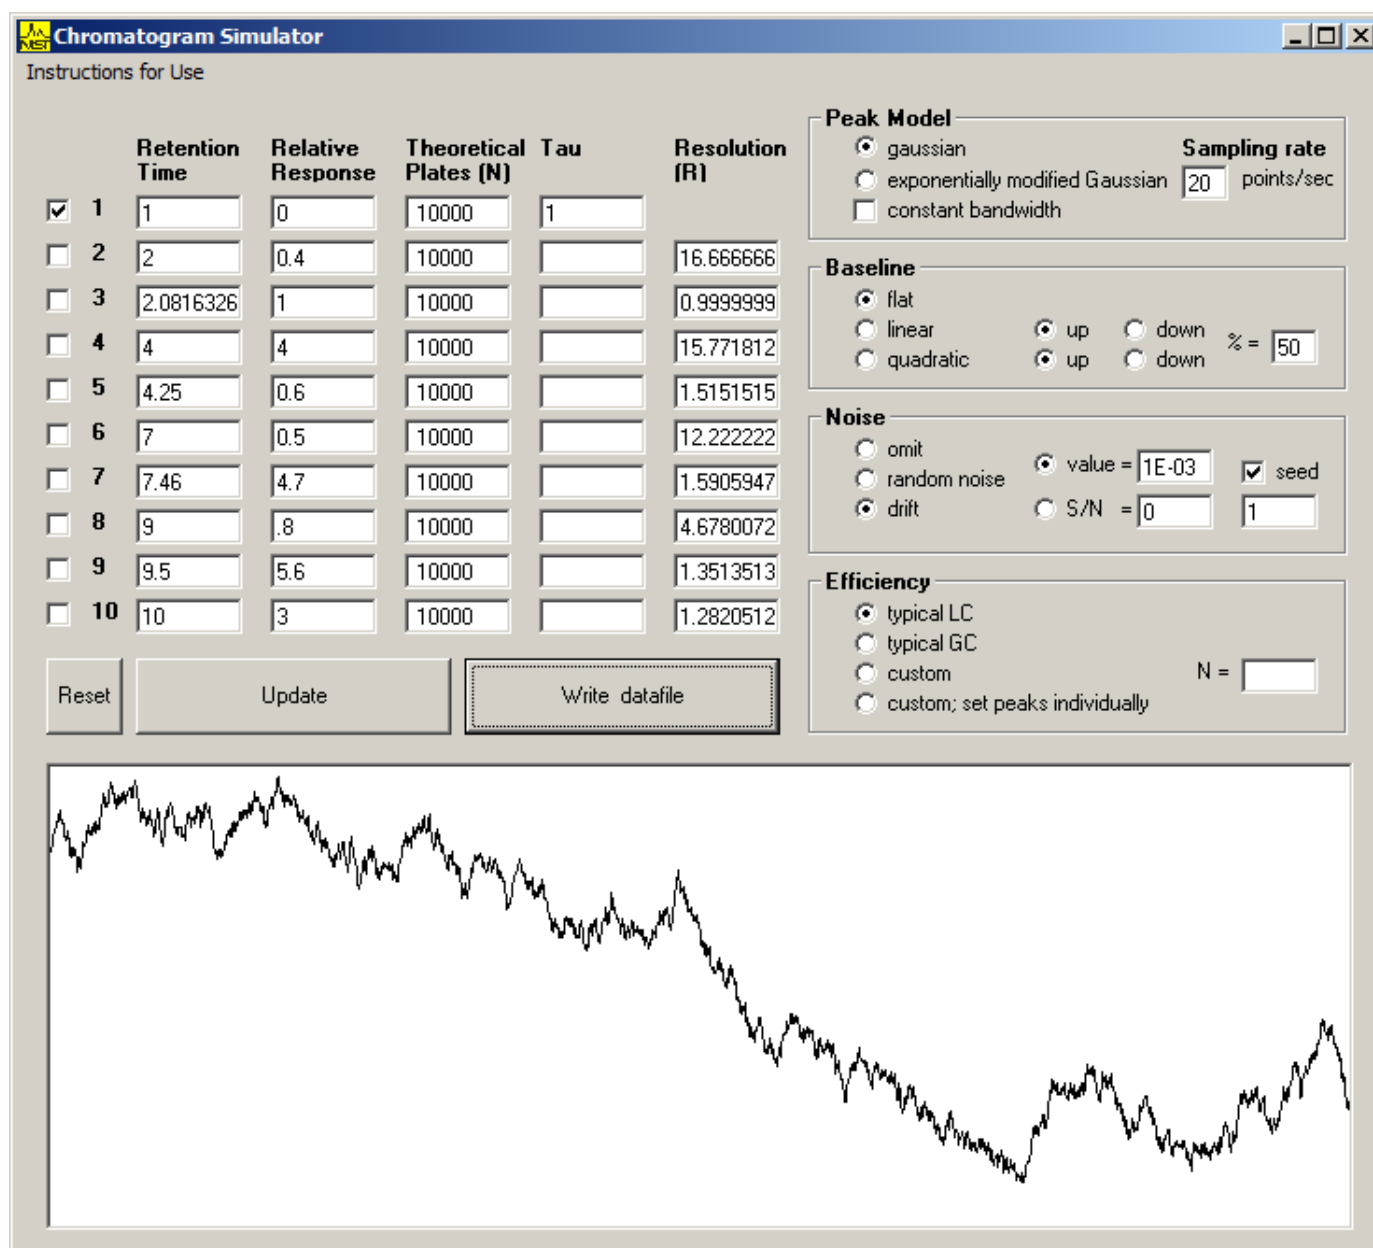 NIST
Chromatogram Simulator
Instructions for Use
Retention Time
Relative Response
Theoretical Plates (N)
Tau
Resolution (R)
1 1 0 10000 1
2 2 0.4 10000 16.666666
3 2.0816326 1 10000 0.9999999
4 4 4 10000 15.771812
5 4.25 0.6 10000 1.5151515
6 7 0.5 10000 12.222222
7 7.46 4.7 10000 1.5905947
8 9 .8 10000 4.6780072
9 9.5 5.6 10000 1.3513513
10 10 3 10000 1.2820512
Reset
Update
Write datafile
Peak Model
gaussian
exponentially modified Gaussian
constant bandwidth
Sampling rate
20 points/sec
Baseline
flat
linear up down
quadratic up down
% = 50
Noise
omit
random noise
drift
value = 1E-03
S/N = 0
seed
1
Efficiency
typical LC
typical GC
custom
custom; set peaks individually
N =